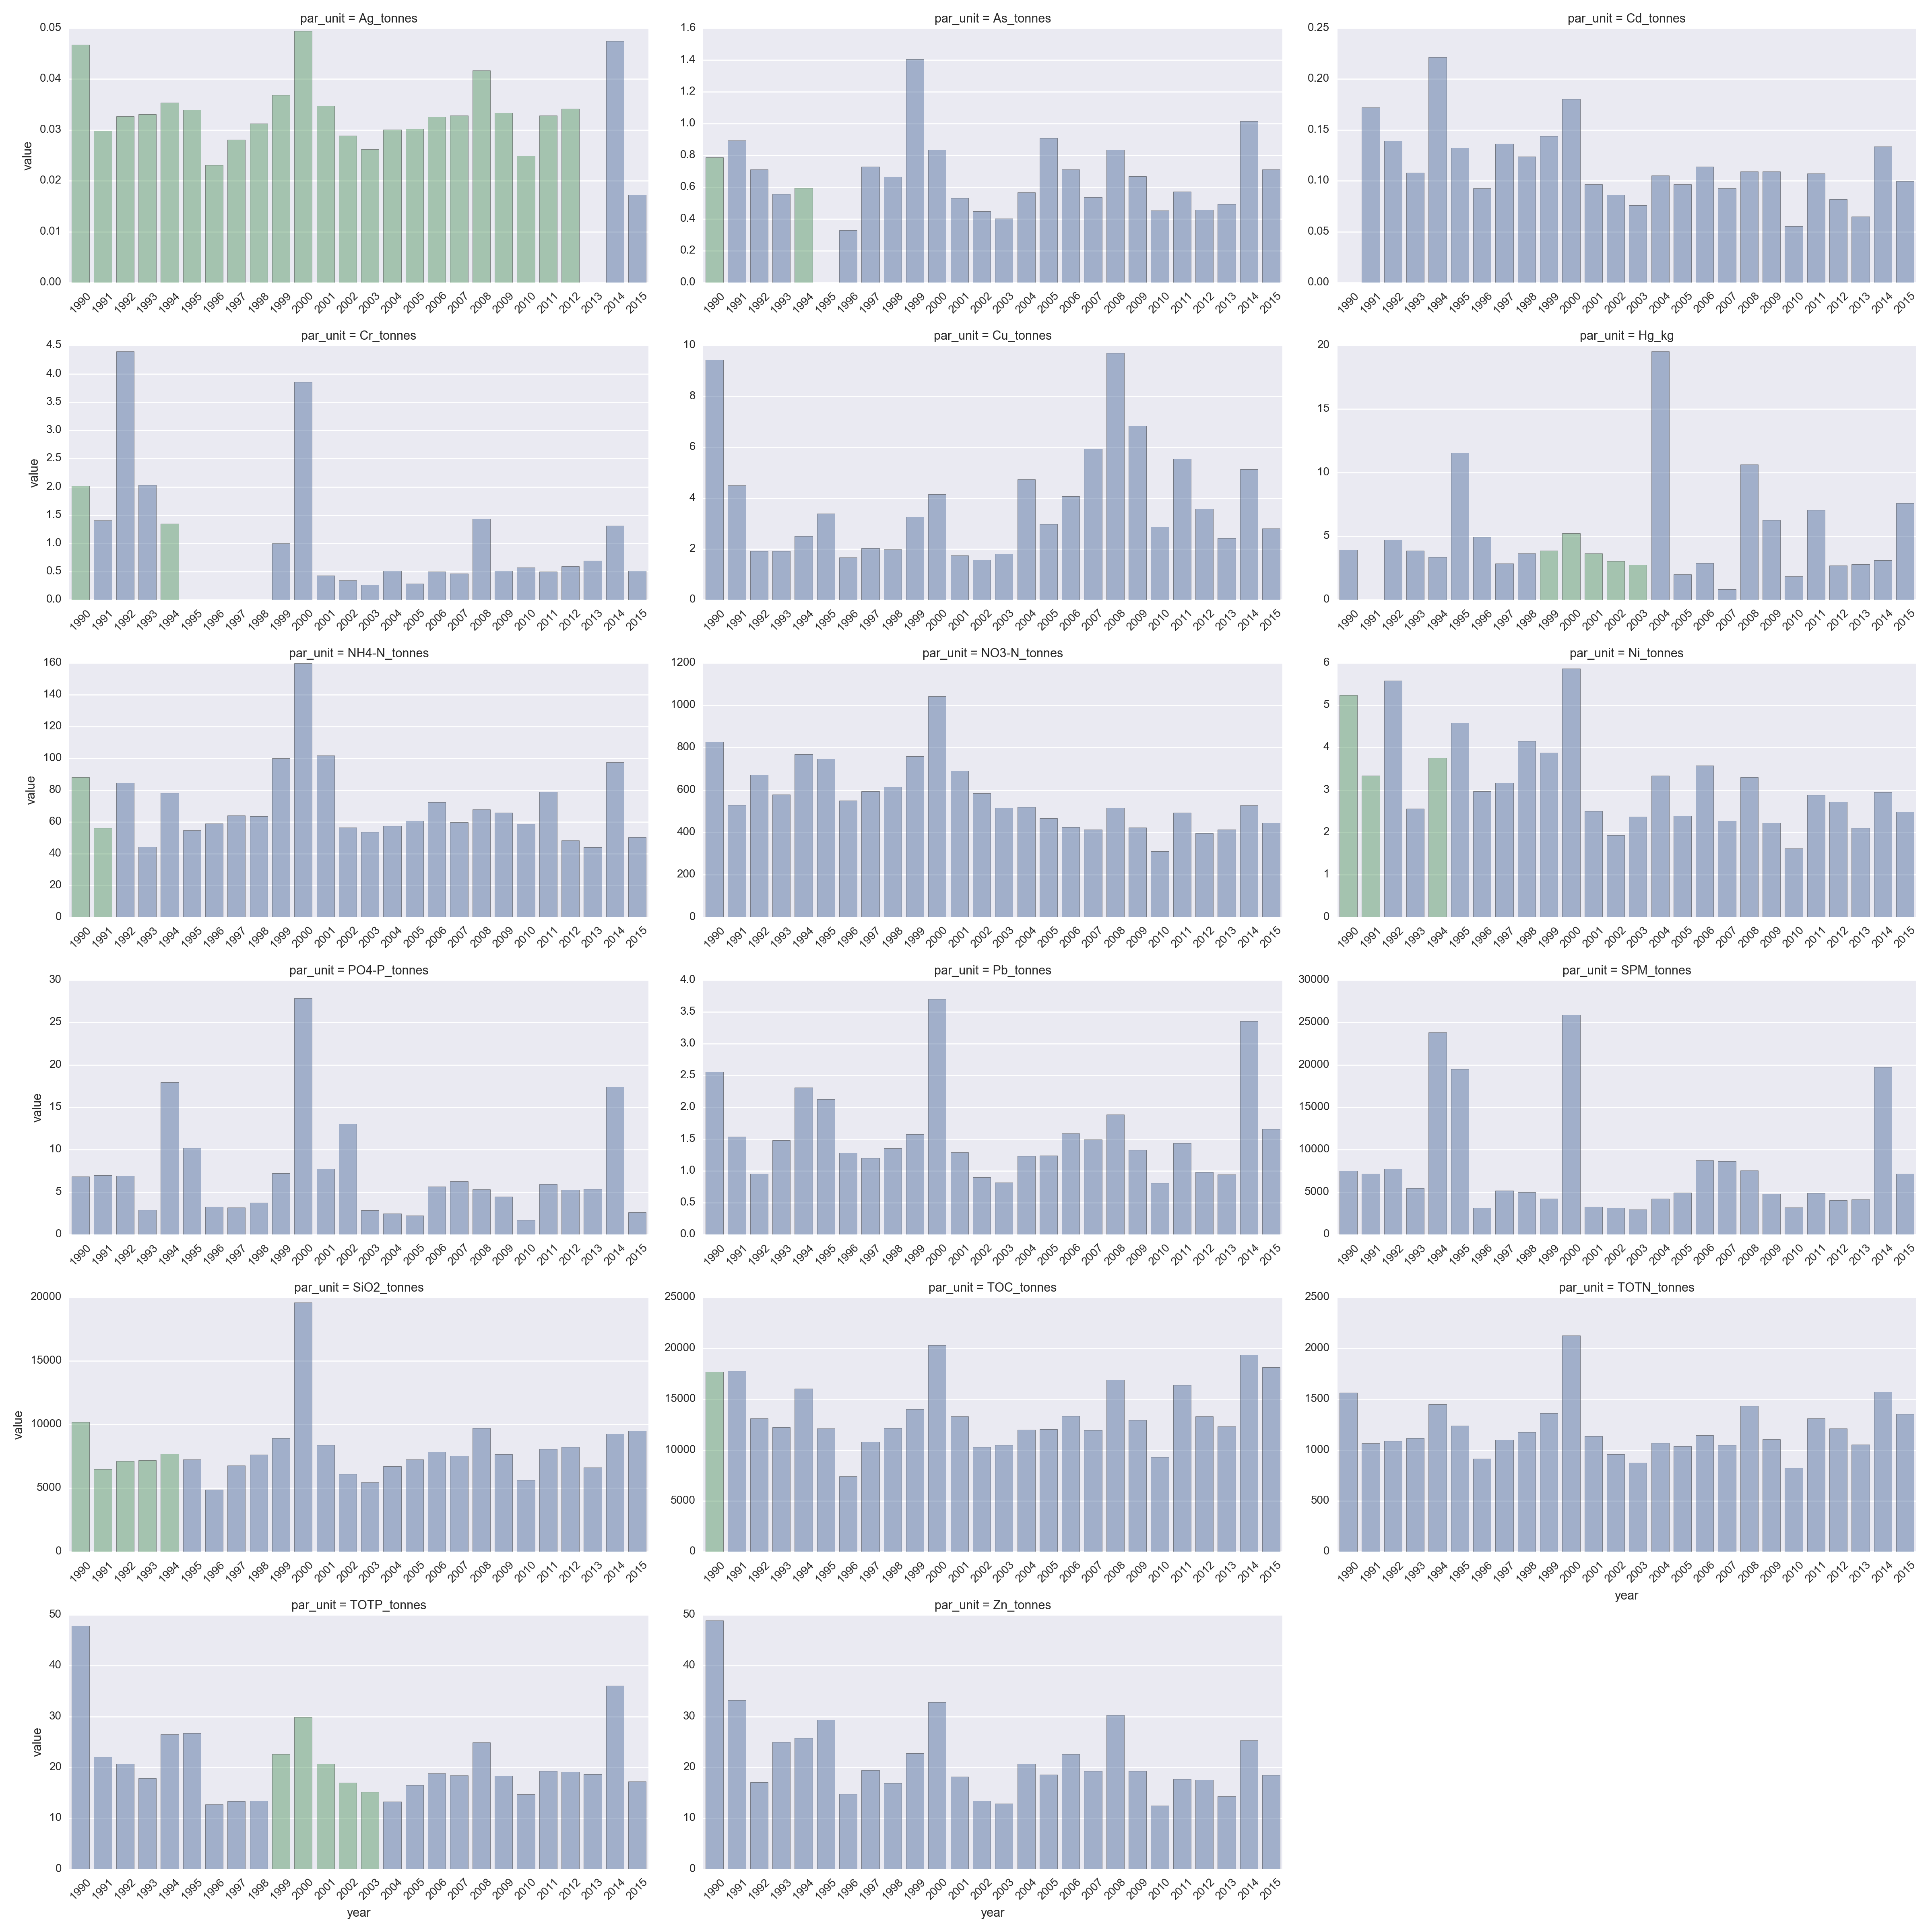 par_unit = Ag_tonnes
par_unit = As_tonnes
par_unit = Cd_tonnes
value
0.05
0.04
0.03
0.02
0.01
0.00
1.6
1.4
1.2
1.0
0.8
0.6
0.4
0.2
0.0
0.25
0.20
0.15
0.10
0.05
0.00
1990 1991 1992 1993 1994 1995 1996 1997 1998 1999 2000 2001 2002 2003 2004 2005 2006 2007 2008 2009 2010 2011 2012 2013 2014 2015
1990 1991 1992 1993 1994 1995 1996 1997 1998 1999 2000 2001 2002 2003 2004 2005 2006 2007 2008 2009 2010 2011 2012 2013 2014 2015
1990 1991 1992 1993 1994 1995 1996 1997 1998 1999 2000 2001 2002 2003 2004 2005 2006 2007 2008 2009 2010 2011 2012 2013 2014 2015
par_unit = Cr_tonnes
par_unit = Cu_tonnes
par_unit = Hg_kg
value
4.5
4.0
3.5
3.0
2.5
2.0
1.5
1.0
0.5
0.0
10
8
6
4
2
0
20
15
10
5
0
1990 1991 1992 1993 1994 1995 1996 1997 1998 1999 2000 2001 2002 2003 2004 2005 2006 2007 2008 2009 2010 2011 2012 2013 2014 2015
1990 1991 1992 1993 1994 1995 1996 1997 1998 1999 2000 2001 2002 2003 2004 2005 2006 2007 2008 2009 2010 2011 2012 2013 2014 2015
1990 1991 1992 1993 1994 1995 1996 1997 1998 1999 2000 2001 2002 2003 2004 2005 2006 2007 2008 2009 2010 2011 2012 2013 2014 2015
par_unit = NH4-N_tonnes
par_unit = NO3-N_tonnes
par_unit = Ni_tonnes
value
160
140
120
100
80
60
40
20
0
1200
1000
800
600
400
200
0
6
5
4
3
2
1
0
1990 1991 1992 1993 1994 1995 1996 1997 1998 1999 2000 2001 2002 2003 2004 2005 2006 2007 2008 2009 2010 2011 2012 2013 2014 2015
1990 1991 1992 1993 1994 1995 1996 1997 1998 1999 2000 2001 2002 2003 2004 2005 2006 2007 2008 2009 2010 2011 2012 2013 2014 2015
1990 1991 1992 1993 1994 1995 1996 1997 1998 1999 2000 2001 2002 2003 2004 2005 2006 2007 2008 2009 2010 2011 2012 2013 2014 2015
par_unit = PO4-P_tonnes
par_unit = Pb_tonnes
par_unit = SPM_tonnes
value
30
25
20
15
10
5
0
4.0
3.5
3.0
2.5
2.0
1.5
1.0
0.5
0.0
30000
25000
20000
15000
10000
5000
0
1990 1991 1992 1993 1994 1995 1996 1997 1998 1999 2000 2001 2002 2003 2004 2005 2006 2007 2008 2009 2010 2011 2012 2013 2014 2015
1990 1991 1992 1993 1994 1995 1996 1997 1998 1999 2000 2001 2002 2003 2004 2005 2006 2007 2008 2009 2010 2011 2012 2013 2014 2015
1990 1991 1992 1993 1994 1995 1996 1997 1998 1999 2000 2001 2002 2003 2004 2005 2006 2007 2008 2009 2010 2011 2012 2013 2014 2015
par_unit = SiO2_tonnes
par_unit = TOC_tonnes
par_unit = TOTN_tonnes
value
20000
15000
10000
5000
0
25000
20000
15000
10000
5000
0
2500
2000
1500
1000
500
0
1990 1991 1992 1993 1994 1995 1996 1997 1998 1999 2000 2001 2002 2003 2004 2005 2006 2007 2008 2009 2010 2011 2012 2013 2014 2015
1990 1991 1992 1993 1994 1995 1996 1997 1998 1999 2000 2001 2002 2003 2004 2005 2006 2007 2008 2009 2010 2011 2012 2013 2014 2015
1990 1991 1992 1993 1994 1995 1996 1997 1998 1999 2000 2001 2002 2003 2004 2005 2006 2007 2008 2009 2010 2011 2012 2013 2014 2015
year
par_unit = TOTP_tonnes
par_unit = Zn_tonnes
value
50
40
30
20
10
0
50
40
30
20
10
0
1990 1991 1992 1993 1994 1995 1996 1997 1998 1999 2000 2001 2002 2003 2004 2005 2006 2007 2008 2009 2010 2011 2012 2013 2014 2015
1990 1991 1992 1993 1994 1995 1996 1997 1998 1999 2000 2001 2002 2003 2004 2005 2006 2007 2008 2009 2010 2011 2012 2013 2014 2015
year
year